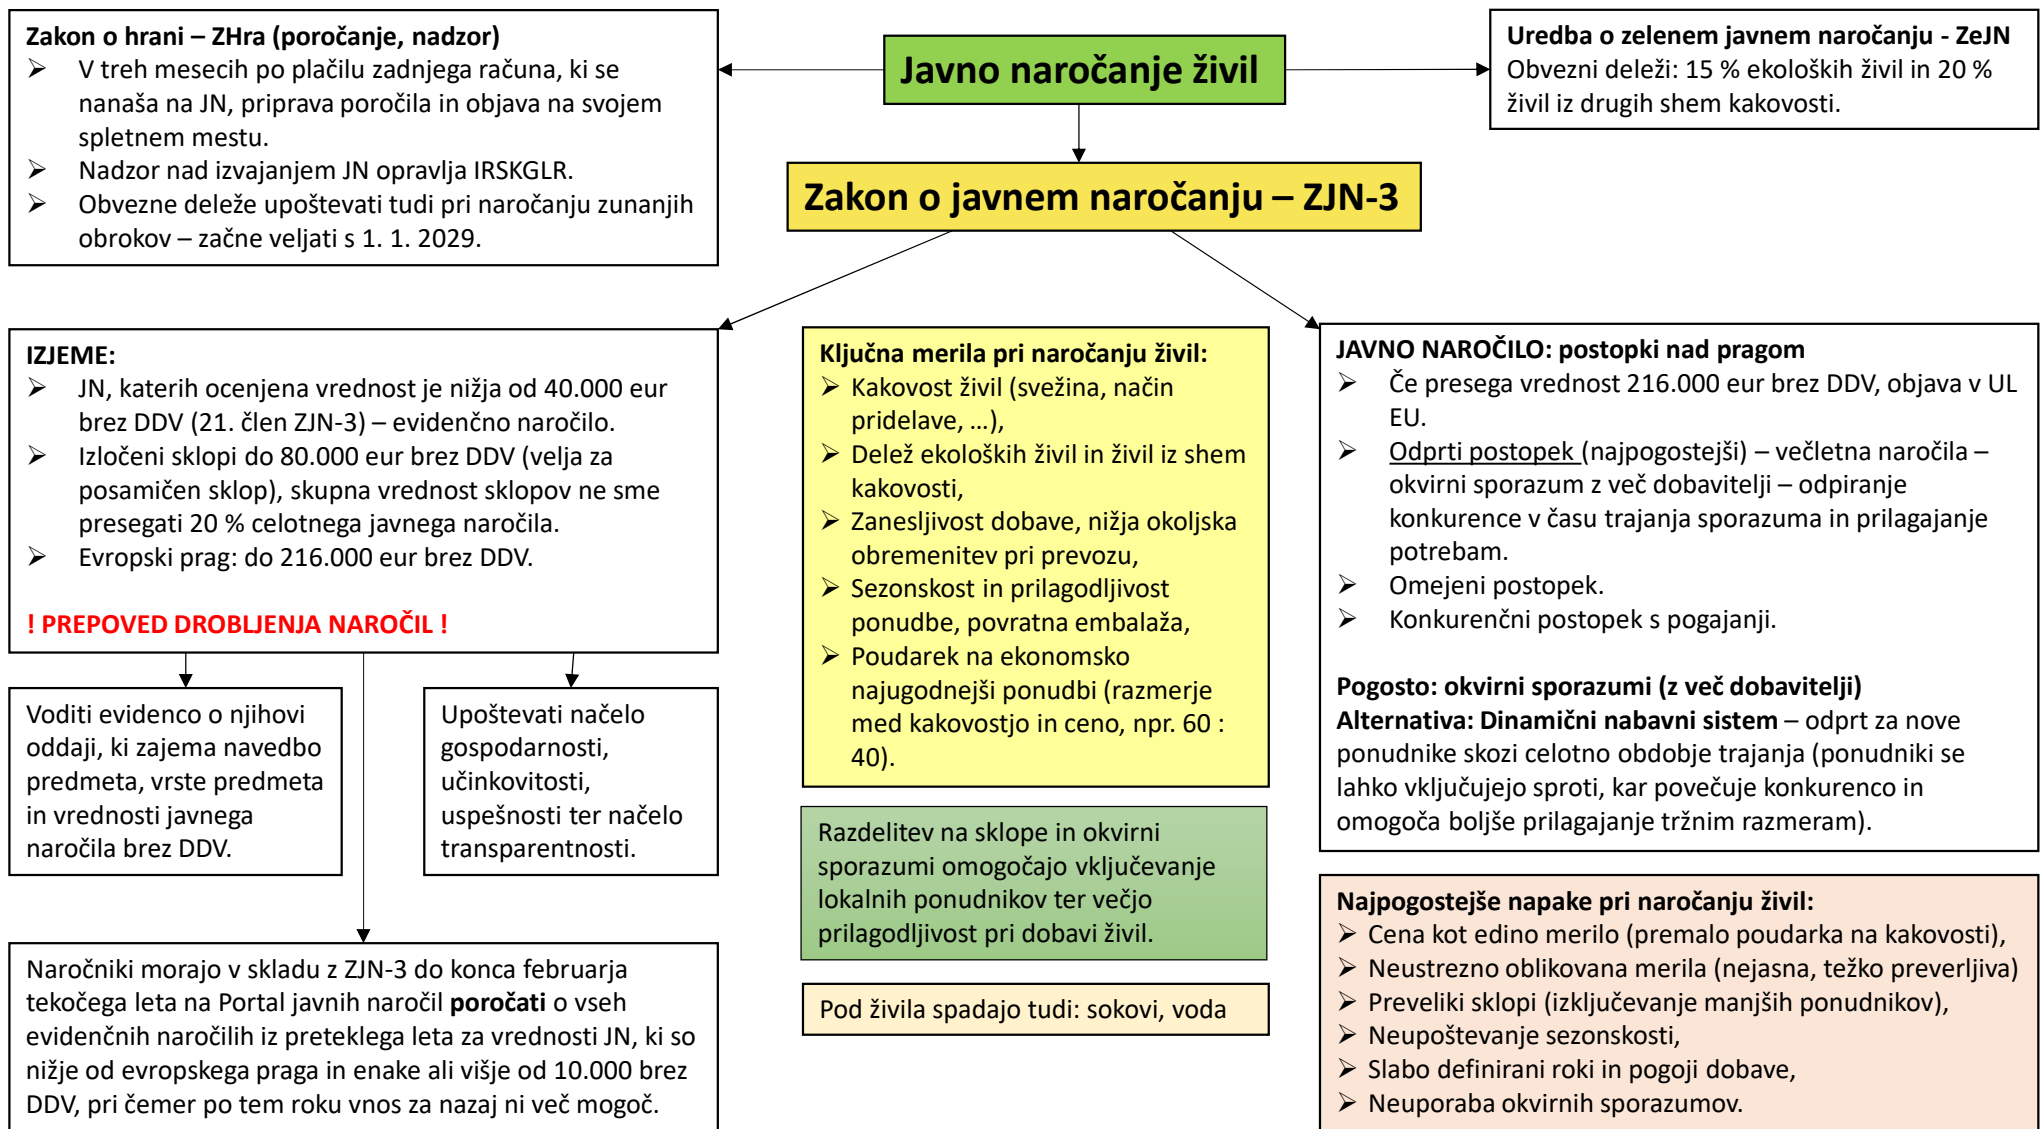 Zakon o hrani – ZHra (poročanje, nadzor)
➢ V treh mesecih po plačilu zadnjega računa, ki se
nanaša na JN, priprava poročila in objava na svojem
spletnem mestu.
➢ Nadzor nad izvajanjem JN opravlja IRSKGLR.
➢ Obvezne deleže upoštevati tudi pri naročanju zunanjih
obrokov – začne veljati s 1. 1. 2029.
Javno naročanje živil
Uredba o zelenem javnem naročanju - ZeJN
Obvezni deleži: 15 % ekoloških živil in 20 %
živil iz drugih shem kakovosti.
Zakon o javnem naročanju – ZJN-3
IZJEME:
➢ JN, katerih ocenjena vrednost je nižja od 40.000 eur
brez DDV (21. člen ZJN-3) – evidenčno naročilo.
➢ Izločeni sklopi do 80.000 eur brez DDV (velja za
posamičen sklop), skupna vrednost sklopov ne sme
presegati 20 % celotnega javnega naročila.
➢ Evropski prag: do 216.000 eur brez DDV.
! PREPOVED DROBLJENJA NAROČIL !
Voditi evidenco o njihovi
oddaji, ki zajema navedbo
predmeta, vrste predmeta
in vrednosti javnega
naročila brez DDV.
Upoštevati načelo
gospodarnosti,
učinkovitosti,
uspešnosti ter načelo
transparentnosti.
Naročniki morajo v skladu z ZJN-3 do konca februarja
tekočega leta na Portal javnih naročil poročati o vseh
evidenčnih naročilih iz preteklega leta za vrednosti JN, ki so
nižje od evropskega praga in enake ali višje od 10.000 brez
DDV, pri čemer po tem roku vnos za nazaj ni več mogoč.
Ključna merila pri naročanju živil:
➢ Kakovost živil (svežina, način
pridelave, …),
➢ Delež ekoloških živil in živil iz shem
kakovosti,
➢ Zanesljivost dobave, nižja okoljska
obremenitev pri prevozu,
➢ Sezonskost in prilagodljivost
ponudbe, povratna embalaža,
➢ Poudarek na ekonomsko
najugodnejši ponudbi (razmerje
med kakovostjo in ceno, npr. 60 :
40).
Razdelitev na sklope in okvirni
sporazumi omogočajo vključevanje
lokalnih ponudnikov ter večjo
prilagodljivost pri dobavi živil.
Pod živila spadajo tudi: sokovi, voda
JAVNO NAROČILO: postopki nad pragom
➢ Če presega vrednost 216.000 eur brez DDV, objava v UL
EU.
➢ Odprti postopek (najpogostejši) – večletna naročila –
okvirni sporazum z več dobavitelji – odpiranje
konkurence v času trajanja sporazuma in prilagajanje
potrebam.
➢ Omejeni postopek.
➢ Konkurenčni postopek s pogajanji.
Pogosto: okvirni sporazumi (z več dobavitelji)
Alternativa: Dinamični nabavni sistem – odprt za nove
ponudnike skozi celotno obdobje trajanja (ponudniki se
lahko vključujejo sproti, kar povečuje konkurenco in
omogoča boljše prilagajanje tržnim razmeram).
Najpogostejše napake pri naročanju živil:
➢ Cena kot edino merilo (premalo poudarka na kakovosti),
➢ Neustrezno oblikovana merila (nejasna, težko preverljiva)
➢ Preveliki sklopi (izključevanje manjših ponudnikov),
➢ Neupoštevanje sezonskosti,
➢ Slabo definirani roki in pogoji dobave,
➢ Neuporaba okvirnih sporazumov.